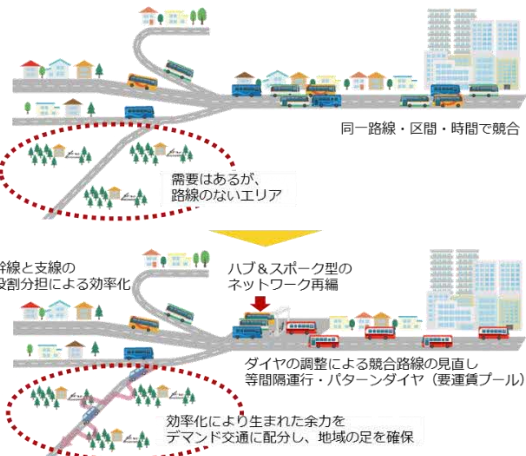 同一路線・区間・時間で競合
需要はあるが、
路線のないエリア
幹線と支線の
役割分担による効率化
ハブ＆スポーク型の
ネットワーク再編
ダイヤの調整による競合路線の見直し
等間隔運行・パターンダイヤ（要運賃プール）
効率化により生まれた余力を
デマンド交通に配分し、地域の足を確保